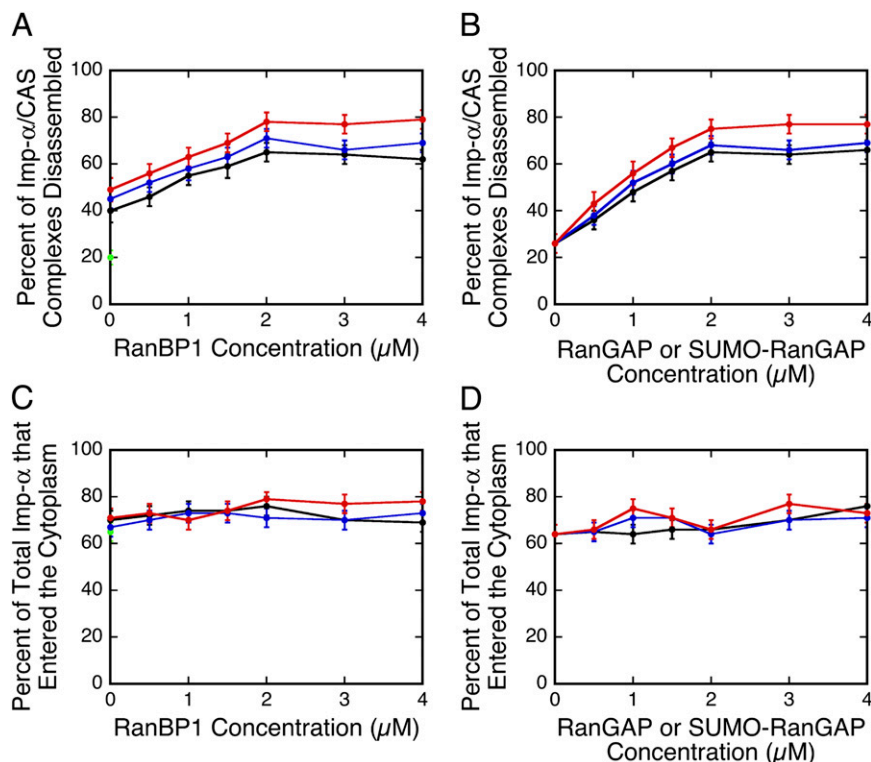 A
Percent of Imp-α/CAS
Complexes Disassembled
100
80
60
40
20
0
0 1 2 3 4
RanBP1 Concentration (µM)
B
Percent of Imp-α/CAS
Complexes Disassembled
100
80
60
40
20
0
0 1 2 3 4
RanGAP or SUMO-RanGAP
Concentration (µM)
C
Percent of Total Imp-α that
Entered the Cytoplasm
100
80
60
40
20
0
0 1 2 3 4
RanBP1 Concentration (µM)
D
Percent of Total Imp-α that
Entered the Cytoplasm
100
80
60
40
20
0
0 1 2 3 4
RanGAP or SUMO-RanGAP
Concentration (µM)